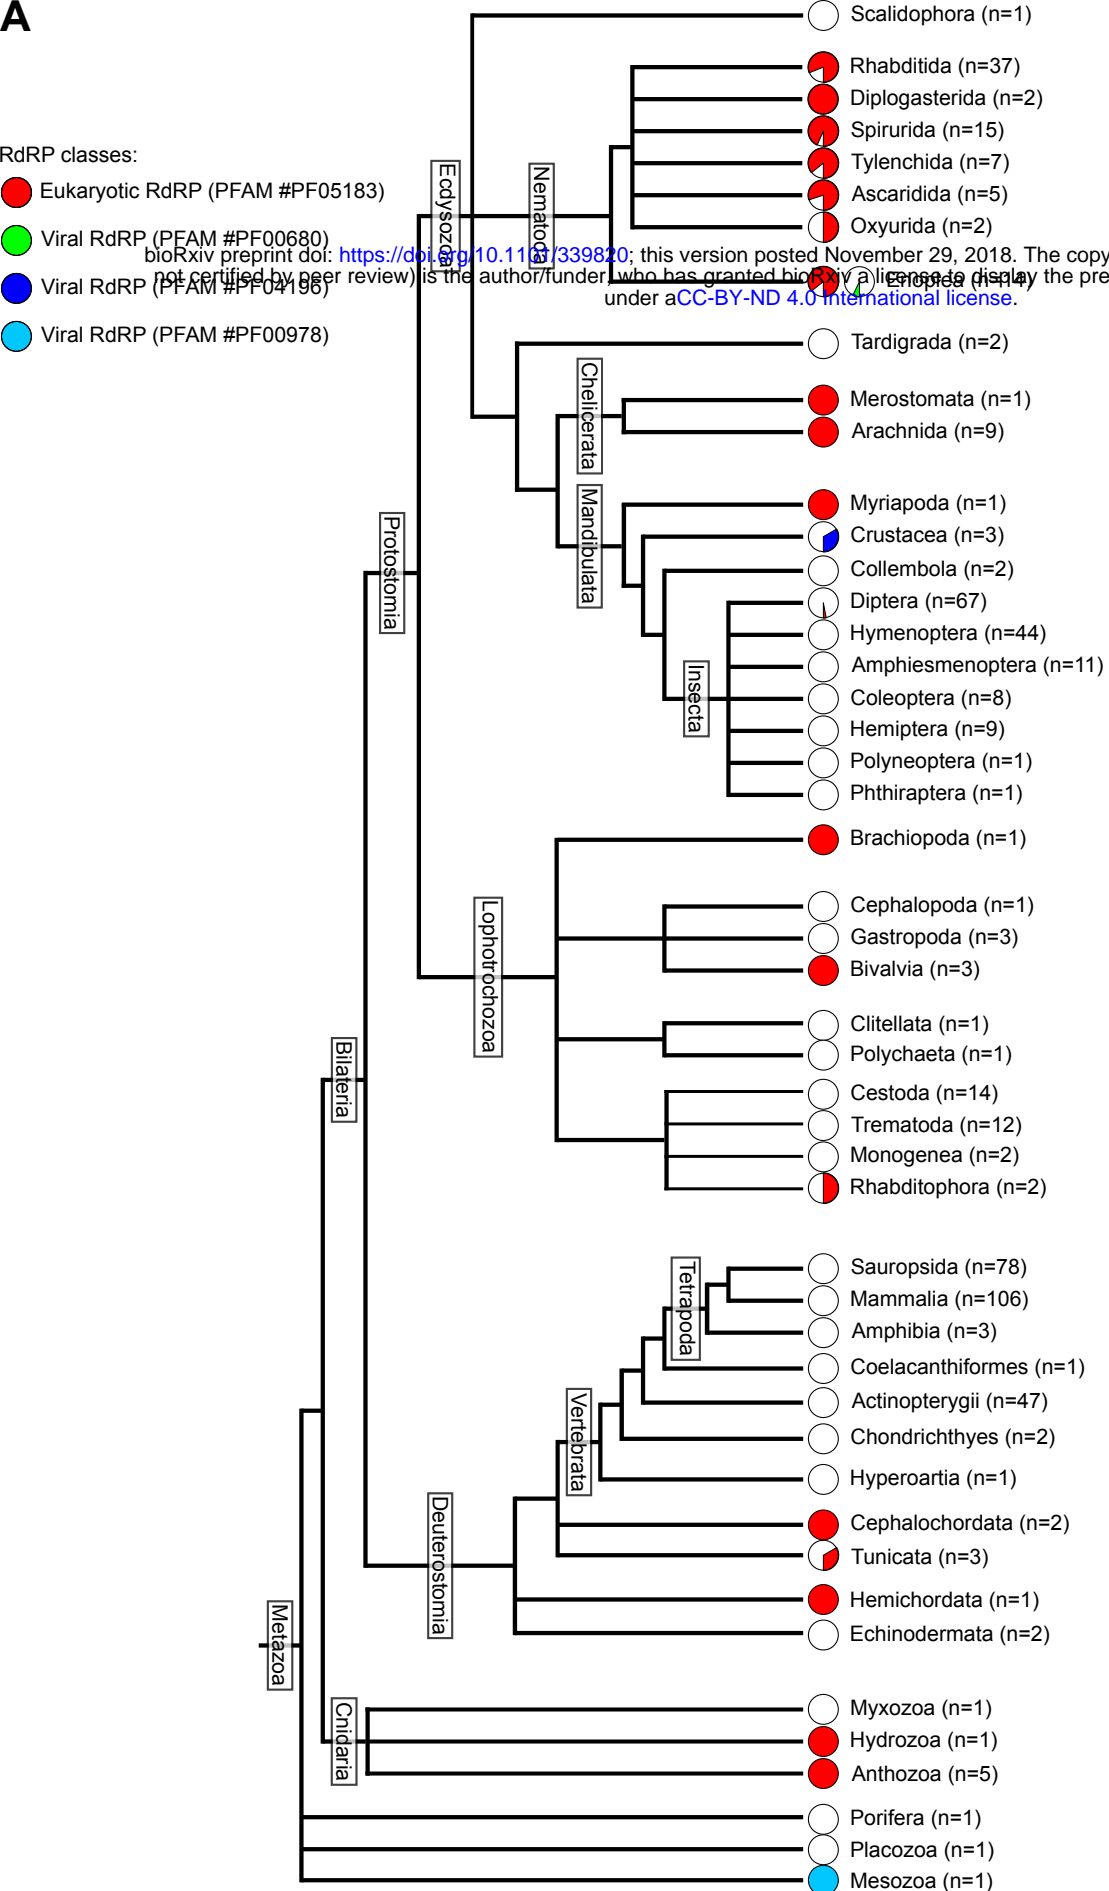 A
Scalidophora (n=1)
Rhabditida (n=37)
Diplogasterida (n=2)
Spirurida (n=15)
Tylenchida (n=7)
Ascaridida (n=5)
Oxyurida (n=2)
RdRP classes:
Eukaryotic RdRP (PFAM #PF05183)
Viral RdRP (PFAM #PF00680)
Viral RdRP (PFAM #PF04196)
Viral RdRP (PFAM #PF00978)
bioRxiv preprint doi: https://doi.org/10.1101/339820; this version posted November 29, 2018. The copy
not certified by peer review) is the author/funder, who has granted bioRxiv a license to display the pre
under aCC-BY-ND 4.0 International license.
Enoplea (n=14)
Ecdysozoa
Nematoda
Tardigrada (n=2)
Chelicerata
Merostomata (n=1)
Arachnida (n=9)
Mandibulata
Myriapoda (n=1)
Crustacea (n=3)
Collembola (n=2)
Diptera (n=67)
Hymenoptera (n=44)
Amphiesmenoptera (n=11)
Coleoptera (n=8)
Hemiptera (n=9)
Polyneoptera (n=1)
Phthiraptera (n=1)
Insecta
Protostomia
Brachiopoda (n=1)
Cephalopoda (n=1)
Gastropoda (n=3)
Bivalvia (n=3)
Lophotrochozoa
Clitellata (n=1)
Polychaeta (n=1)
Cestoda (n=14)
Trematoda (n=12)
Monogenea (n=2)
Rhabditophora (n=2)
Bilateria
Sauropsida (n=78)
Mammalia (n=106)
Amphibia (n=3)
Tetrapoda
Coelacanthiformes (n=1)
Actinopterygii (n=47)
Chondrichthyes (n=2)
Hyperoartia (n=1)
Vertebrata
Cephalochordata (n=2)
Tunicata (n=3)
Hemichordata (n=1)
Echinodermata (n=2)
Deuterostomia
Metazoa
Cnidaria
Myxozoa (n=1)
Hydrozoa (n=1)
Anthozoa (n=5)
Porifera (n=1)
Placozoa (n=1)
Mesozoa (n=1)